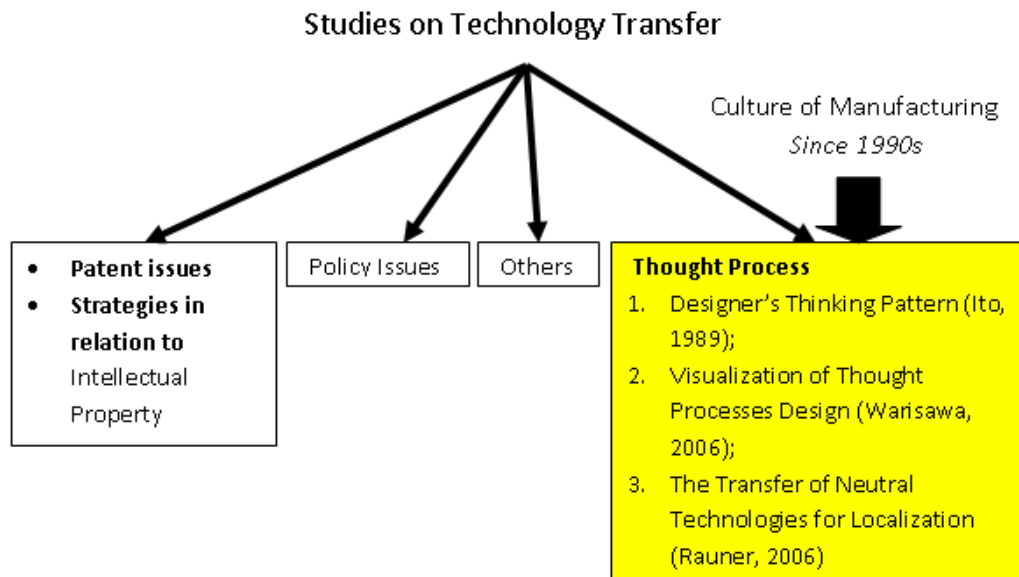 Studies on Technology Transfer
Culture of Manufacturing
Since 1990s
• Patent issues
• Strategies in
relation to
Intellectual
Property
Policy Issues
Others
Thought Process
1. Designer's Thinking Pattern (Ito,
1989);
2. Visualization of Thought
Processes Design (Warisawa,
2006);
3. The Transfer of Neutral
Technologies for Localization
(Rauner, 2006)